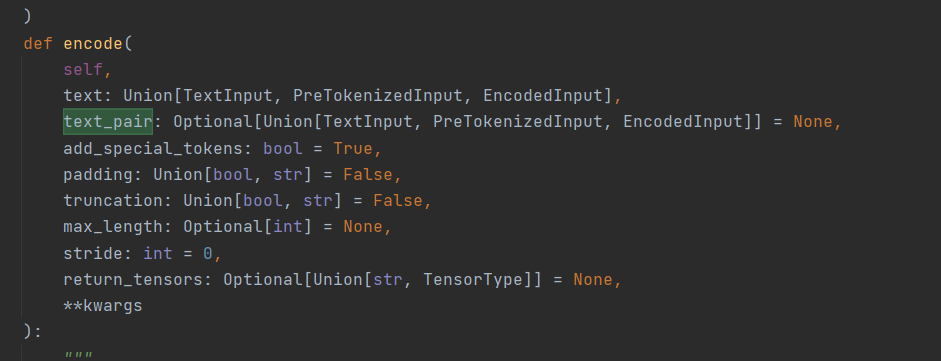 )
def encode(
self,
text: Union[TextInput, PreTokenizedInput, EncodedInput],
text_pair: Optional[Union[TextInput, PreTokenizedInput, EncodedInput]] = None,
add_special_tokens: bool = True,
padding: Union[bool, str] = False,
truncation: Union[bool, str] = False,
max_length: Optional[int] = None,
stride: int = 0,
return_tensors: Optional[Union[str, TensorType]] = None,
**kwargs
):
"""